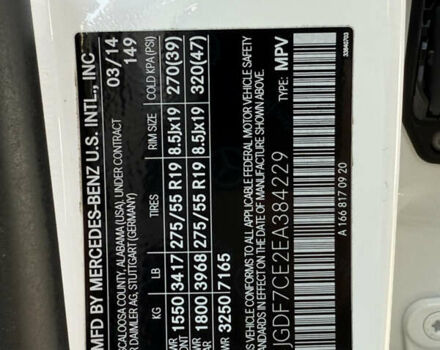 MFD BY MERCEDES-BENZ U.S. INTL., INC
03/14
149
SCALOOSA COUNTY, ALABAMA (USA), UNDER CONTRACT
DAIMLER AG, STUTTGART (GERMANY)
KG LB TIRES RIM SIZE COLD KPA (PSI)
1550 3417 275/55 R19 8.5Jx19 270(39)
1800 3968 275/55 R19 8.5Jx19 320(47)
3250 7165
CONFORMS TO ALL APPLICABLE FEDERAL MOTOR VEHICLE SAFETY
STANDARDS IN EFFECT ON THE DATE OF MANUFACTURE SHOWN ABOVE.
JGDF7CE2EA384229 TYPE: MPV
A 166 817 09 20
33840703